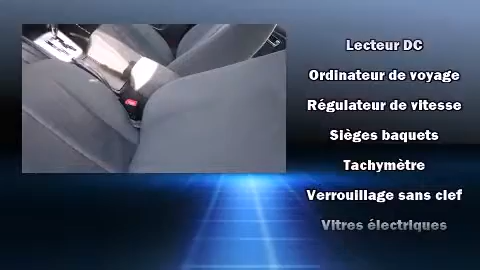 Lecteur DC
Ordinateur de voyage
Régulateur de vitesse
Sièges baquets
Tachymètre
Verrouillage sans clef
Vitres électriques